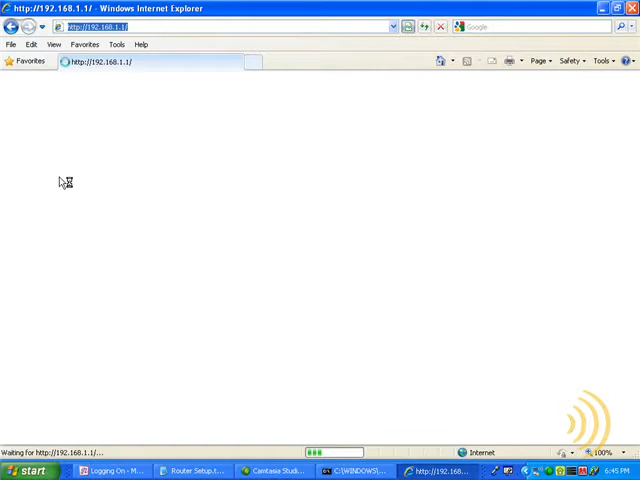 http://192.168.1.1/ - Windows Internet Explorer
http://192.168.1.1/
Google
File Edit View Favorites Tools Help
Favorites http://192.168.1.1/ Page Safety Tools
Waiting for http://192.168.1.1/... Internet 100%
start Logging On - M... Router Setup.t... Camtasia Studi... C:\WINDOWS\... http://192.168... 6:45 PM